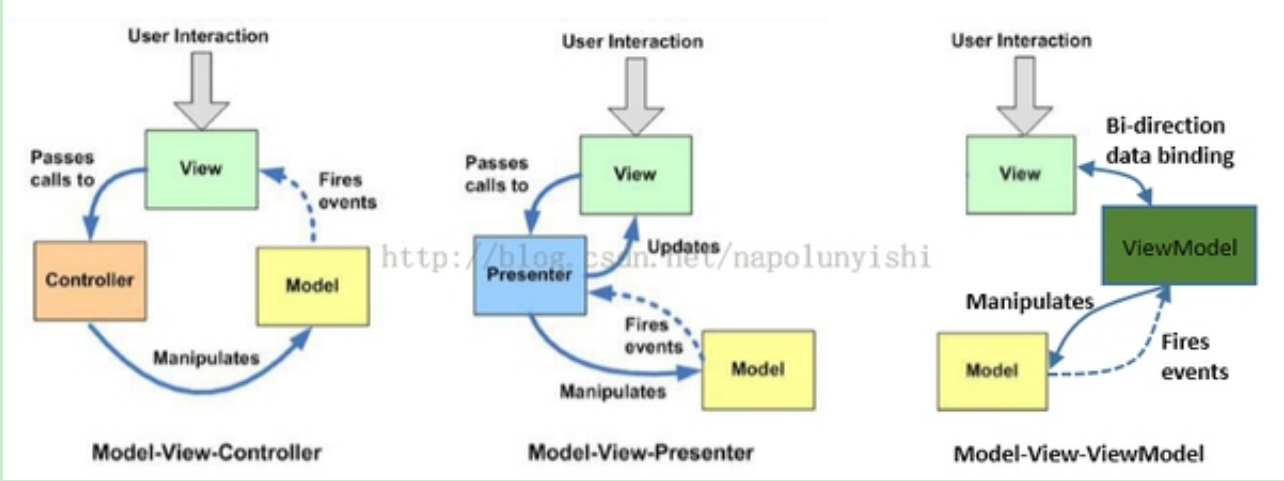 User Interaction
View
Passes
calls to
Fires
events
Controller
Model
Manipulates
Model-View-Controller
User Interaction
View
Passes
calls to
Updates
Presenter
Fires
events
Model
Manipulates
Model-View-Presenter
User Interaction
View
Bi-direction
data binding
ViewModel
Manipulates
Fires
events
Model
Model-View-ViewModel
http://blog.csdn.net/napolunyishi